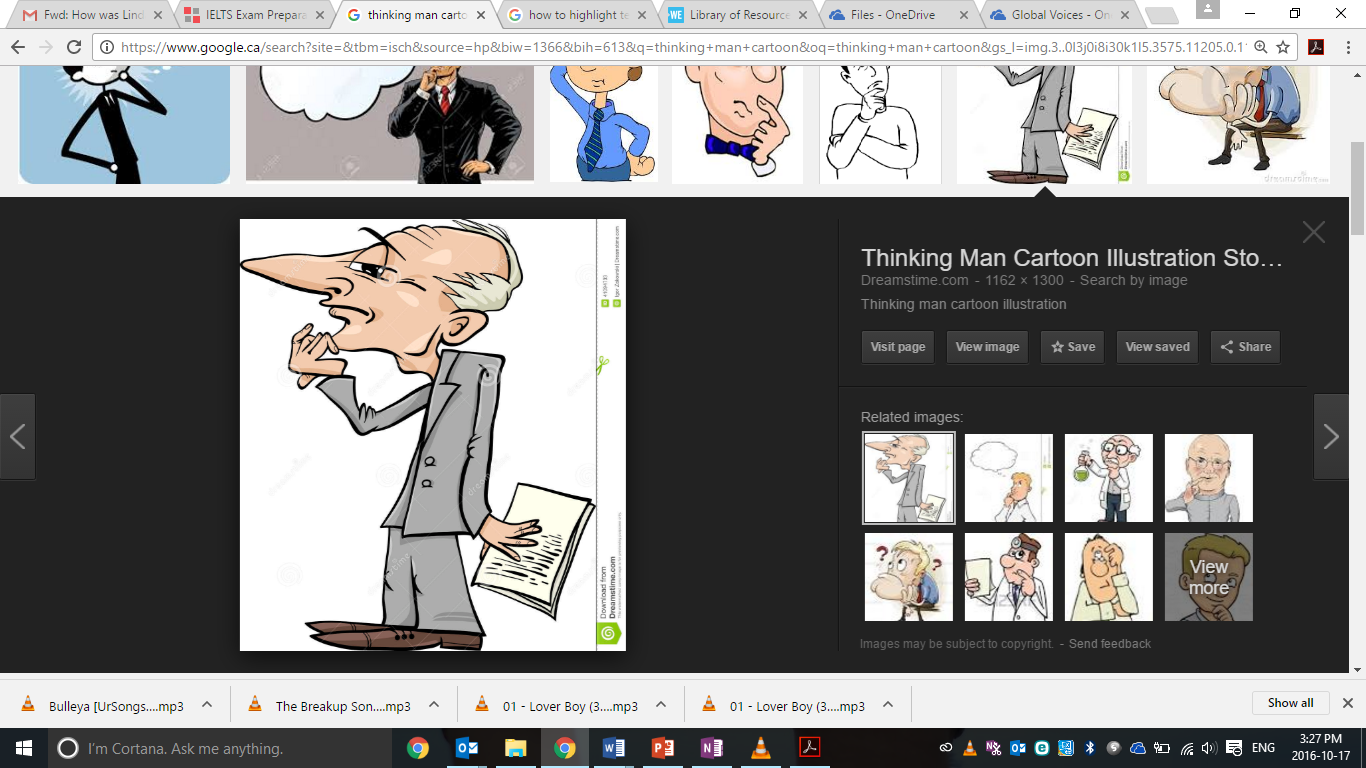 Fwd: How was Lind
IELTS Exam Prepara
thinking man carto
how to highlight te
Library of Resource
Files - OneDrive
Global Voices - On
https://www.google.ca/search?site=&tbm=isch&source=hp&biw=1366&bih=613&q=thinking+man+cartoon&oq=thinking+man+cartoon&gs_l=img.3..0l3j0i8i30k1l5.3575.11205.0.1
dreamstime.com
Thinking Man Cartoon Illustration Sto…
Dreamstime.com - 1162 × 1300 - Search by image
Thinking man cartoon illustration
Visit page
View image
Save
View saved
Share
Related images:
View
more
Images may be subject to copyright. - Send feedback
Download from
Dreamstime.com
Bulleya [UrSongs....mp3
The Breakup Son....mp3
01 - Lover Boy (3....mp3
01 - Lover Boy (3....mp3
Show all
I'm Cortana. Ask me anything.
ENG
3:27 PM
2016-10-17